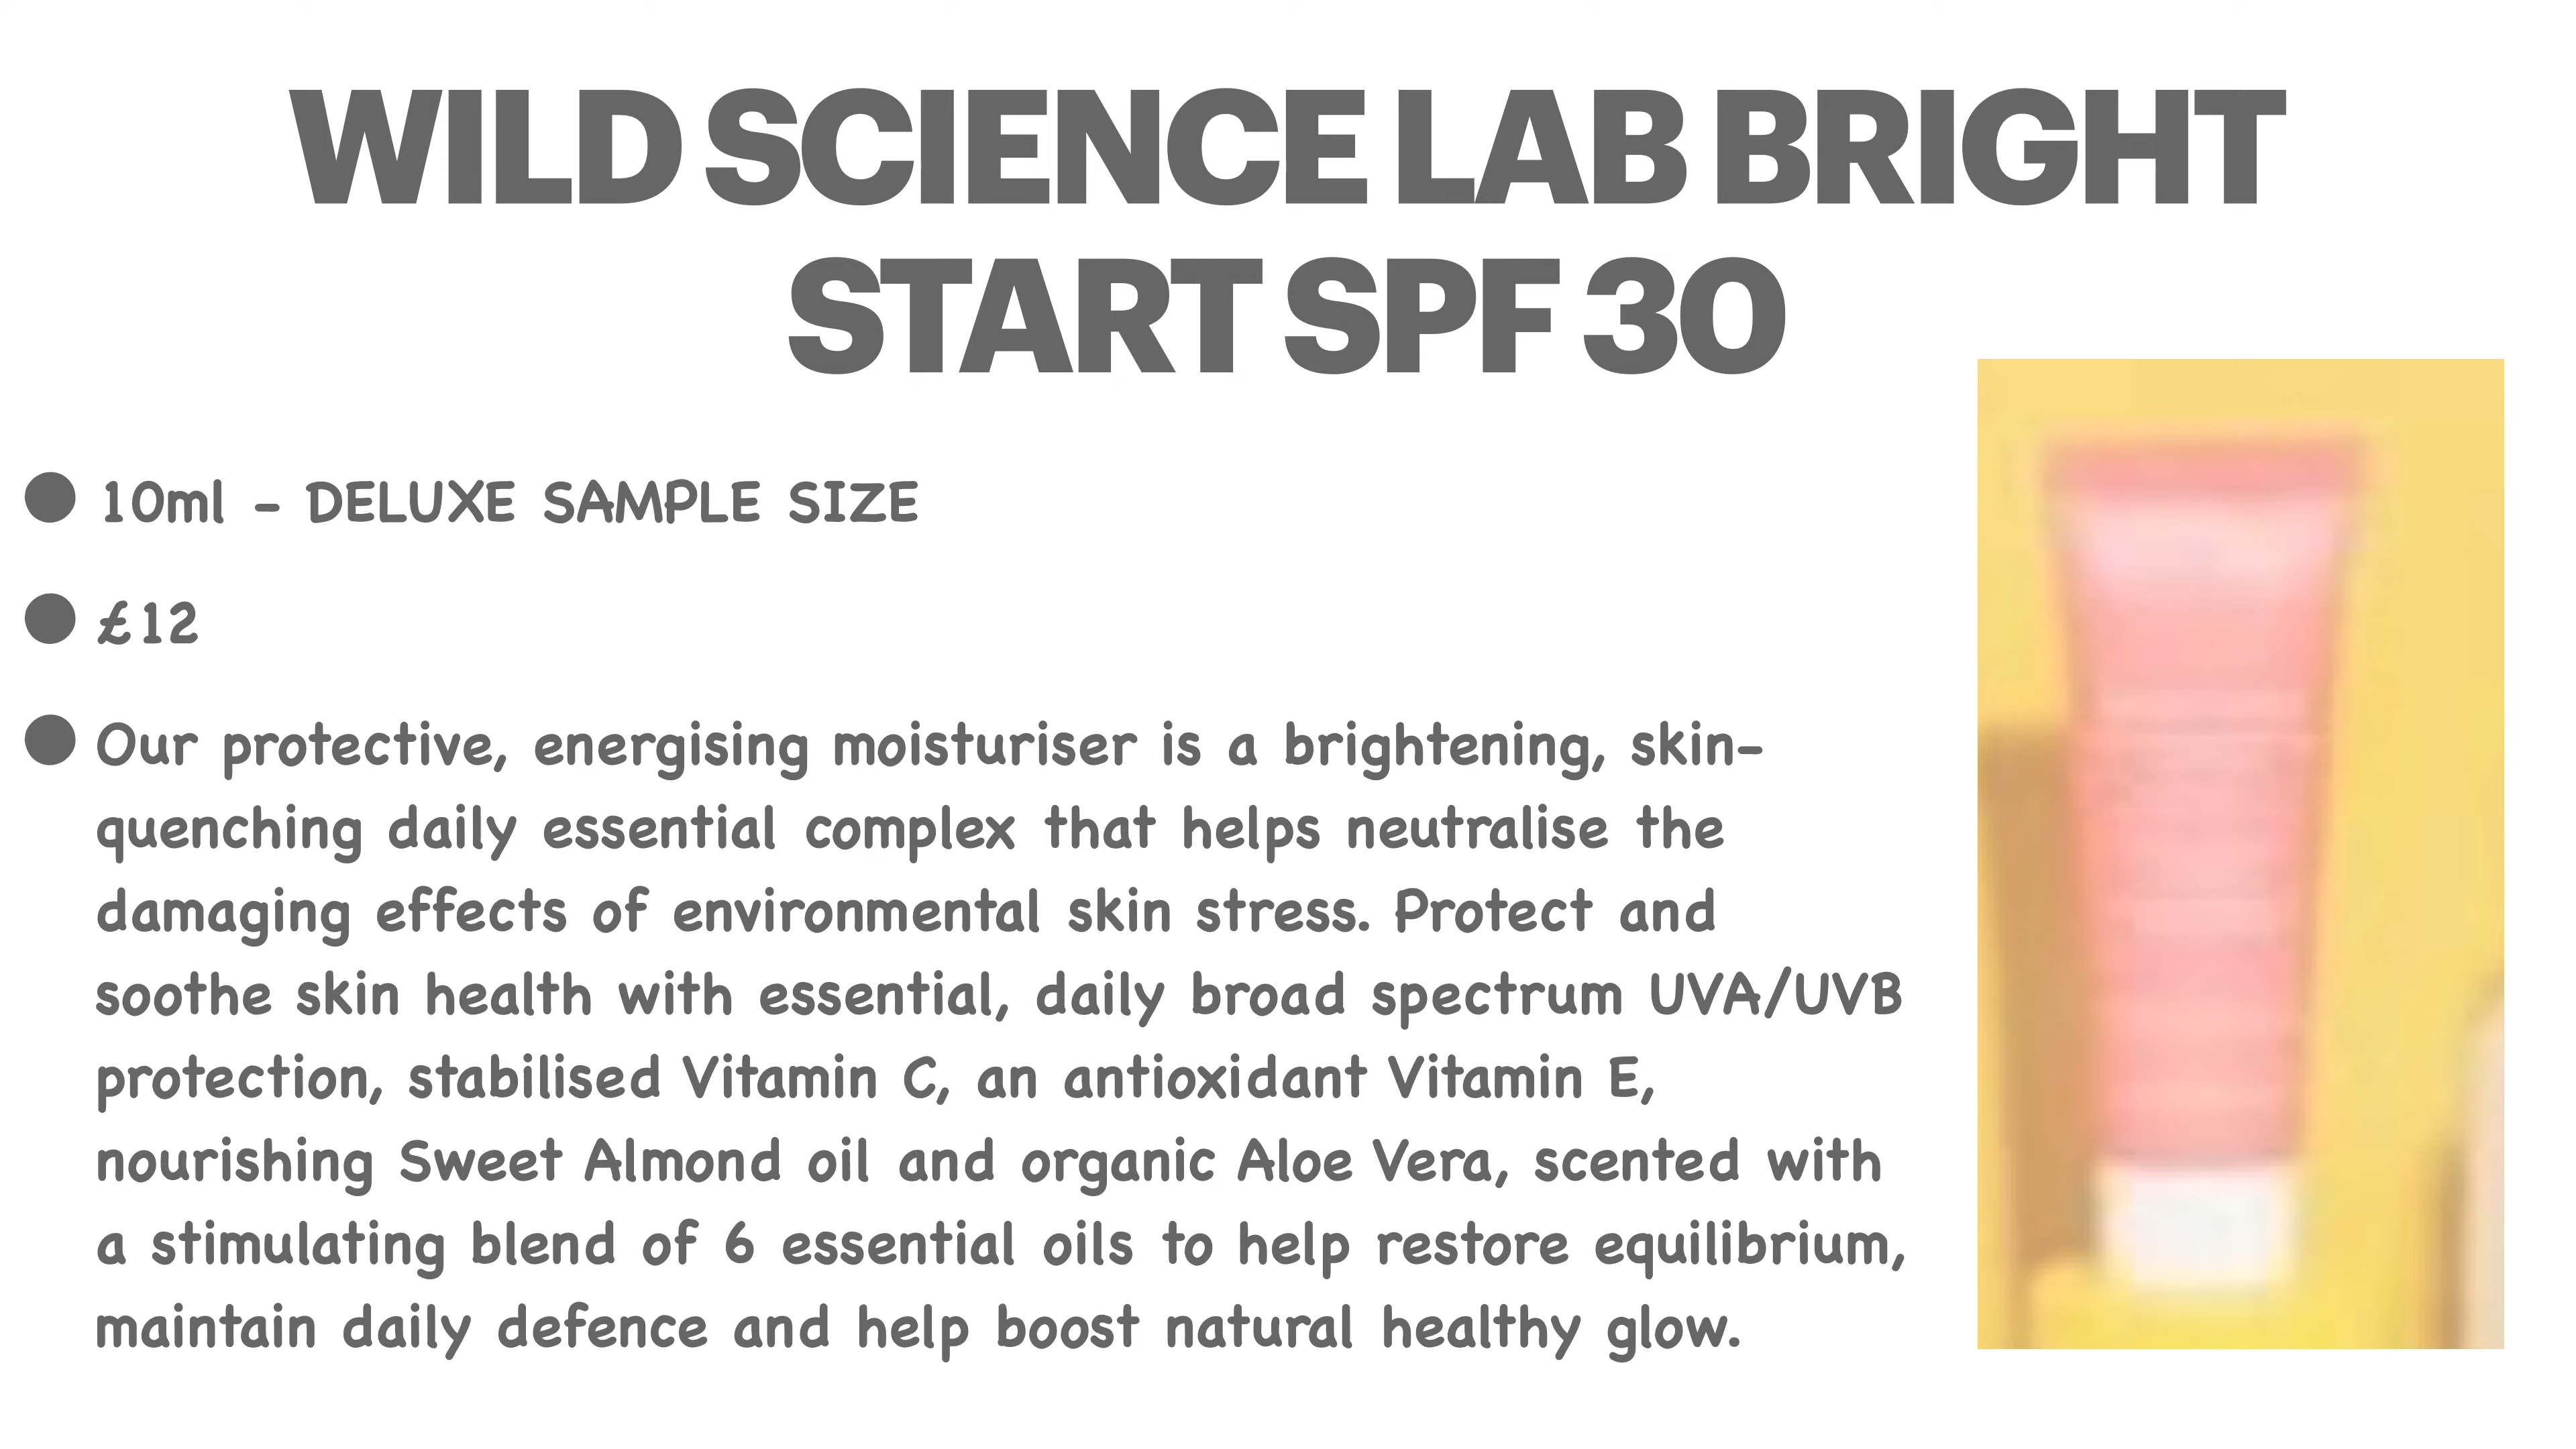 WILD SCIENCE LAB BRIGHT
START SPF 30
10ml - DELUXE SAMPLE SIZE
£12
Our protective, energising moisturiser is a brightening, skin-
quenching daily essential complex that helps neutralise the
damaging effects of environmental skin stress. Protect and
soothe skin health with essential, daily broad spectrum UVA/UVB
protection, stabilised Vitamin C, an antioxidant Vitamin E,
nourishing Sweet Almond oil and organic Aloe Vera, scented with
a stimulating blend of 6 essential oils to help restore equilibrium,
maintain daily defence and help boost natural healthy glow.